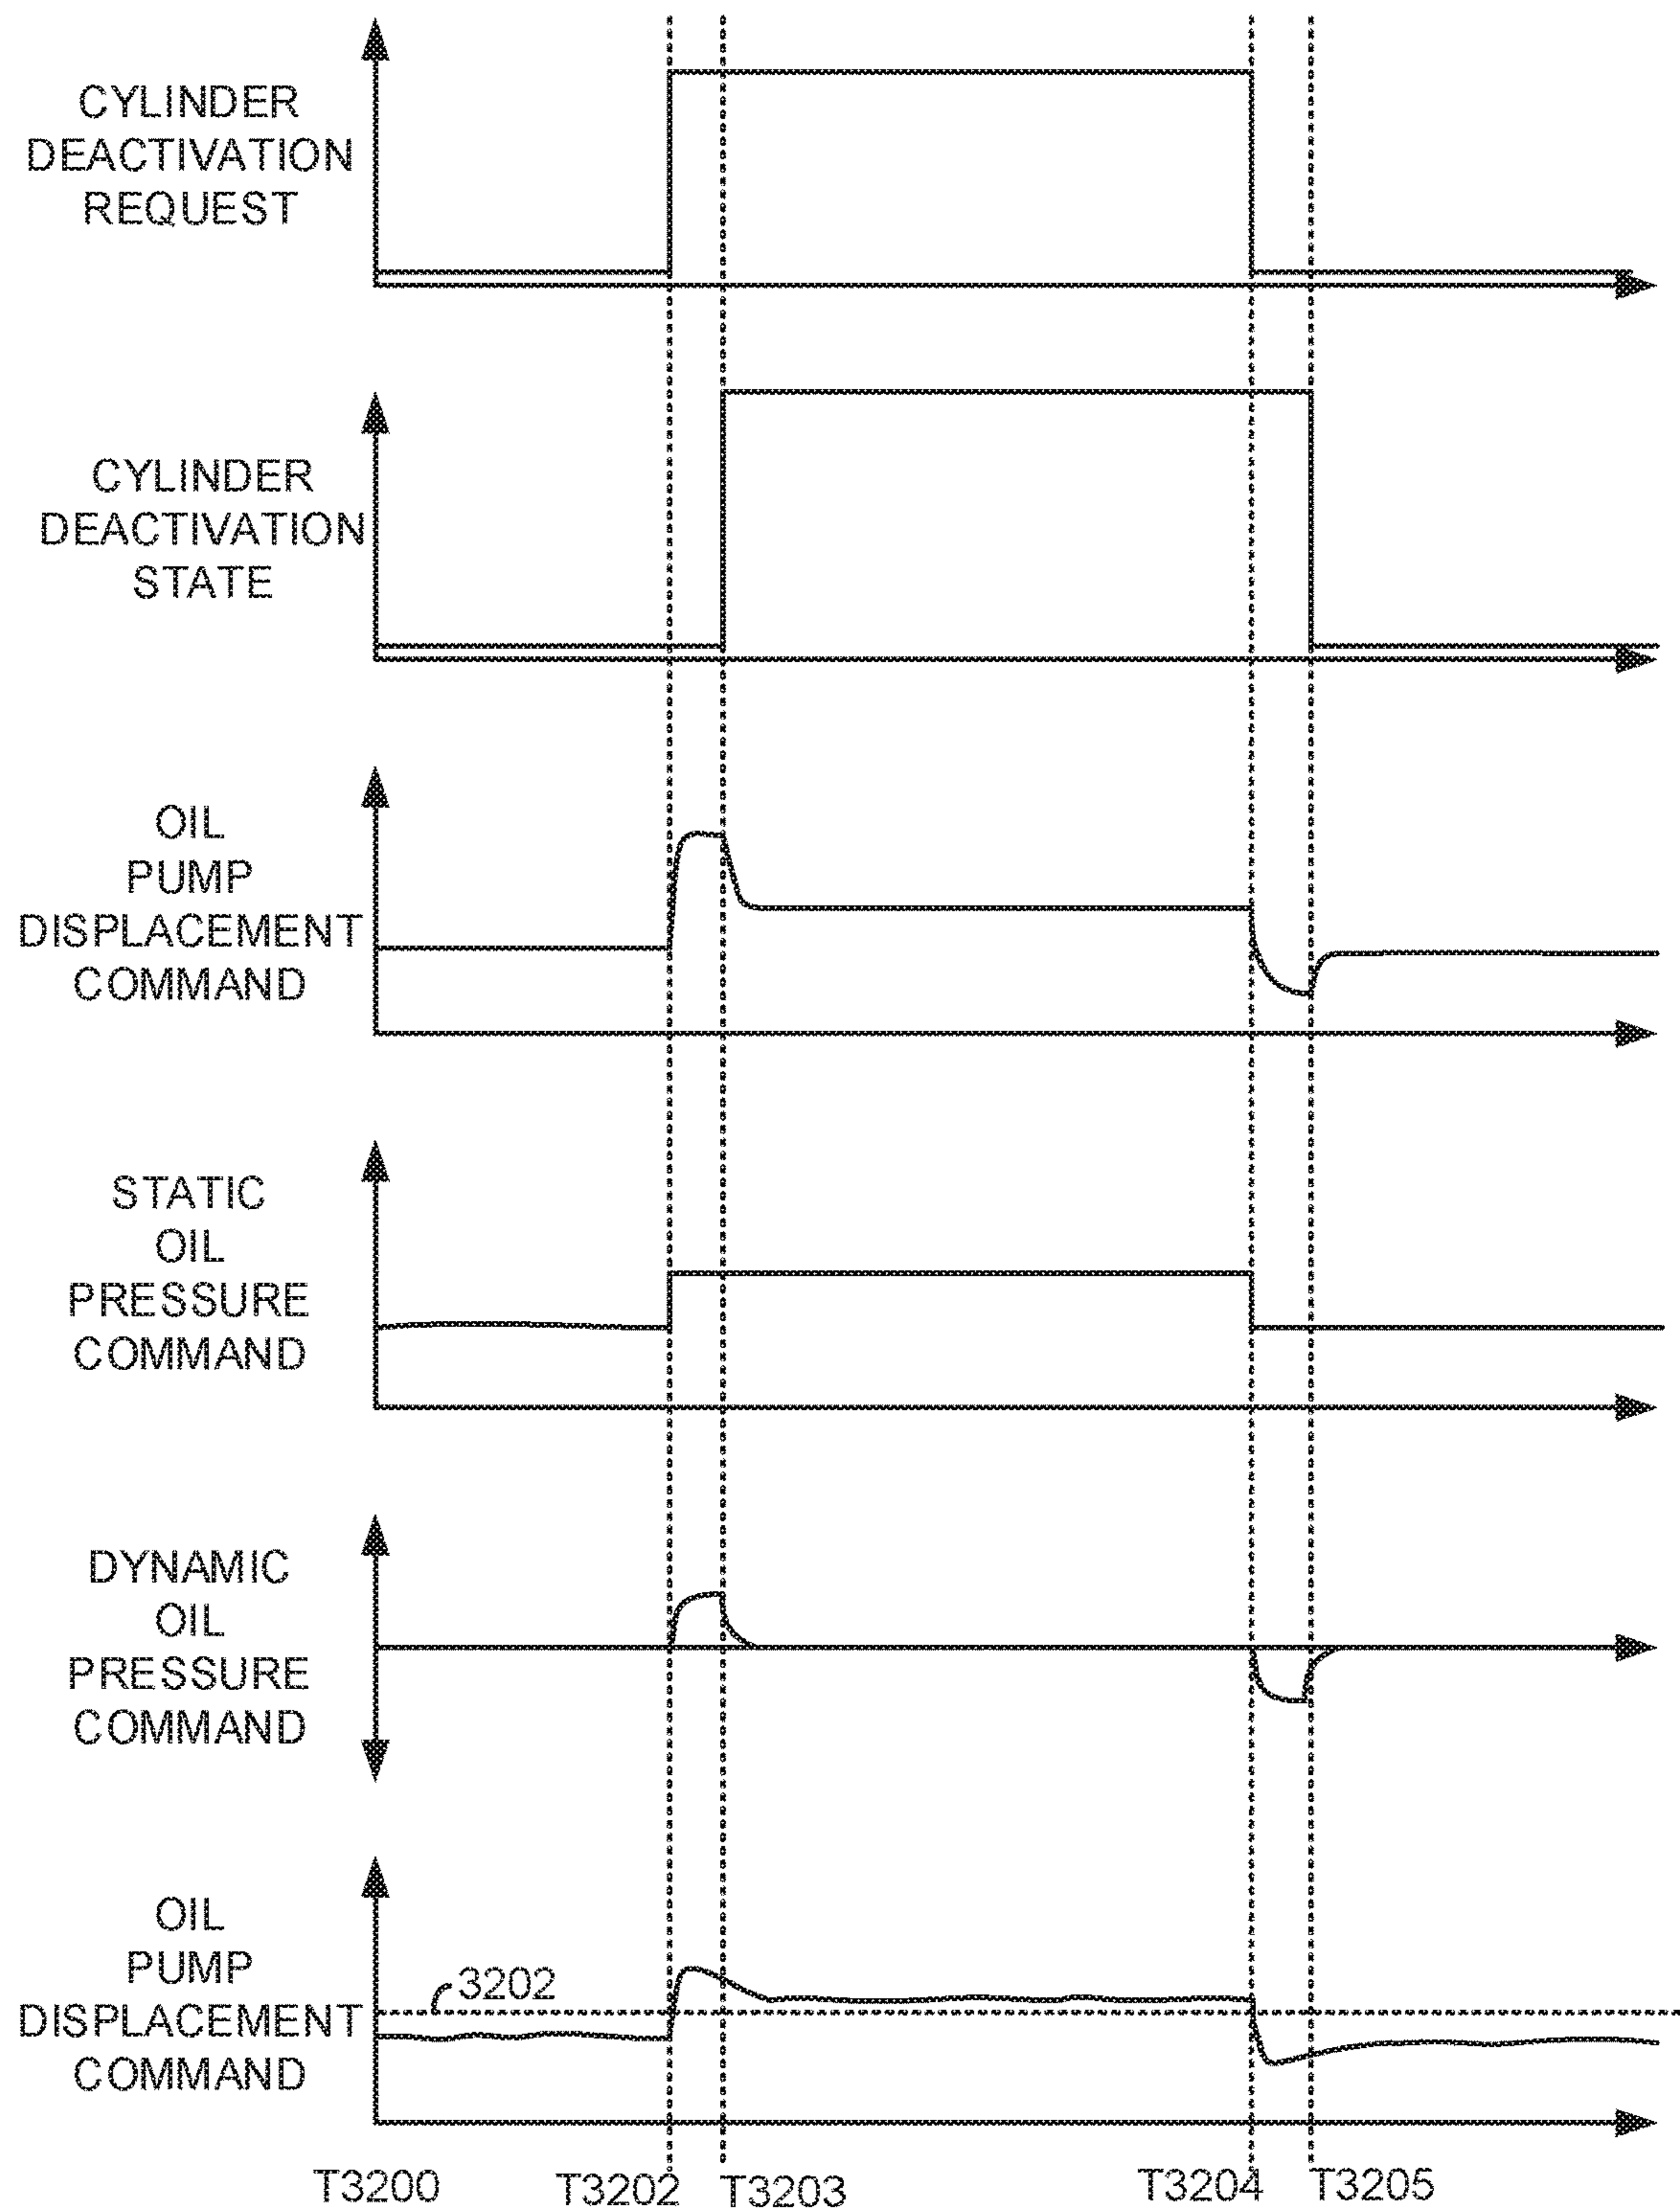 CYLINDER
DEACTIVATION
REQUEST
CYLINDER
DEACTIVATION
STATE
OIL
PUMP
DISPLACEMENT
COMMAND
STATIC
OIL
PRESSURE
COMMAND
DYNAMIC
OIL
PRESSURE
COMMAND
OIL
PUMP
DISPLACEMENT
COMMAND
3202
T3200 T3202 T3203 T3204 T3205